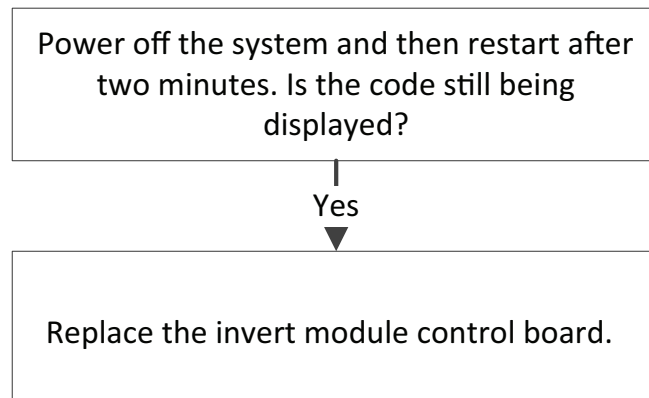 Power off the system and then restart after
two minutes. Is the code still being
displayed?
Yes
Replace the invert module control board.